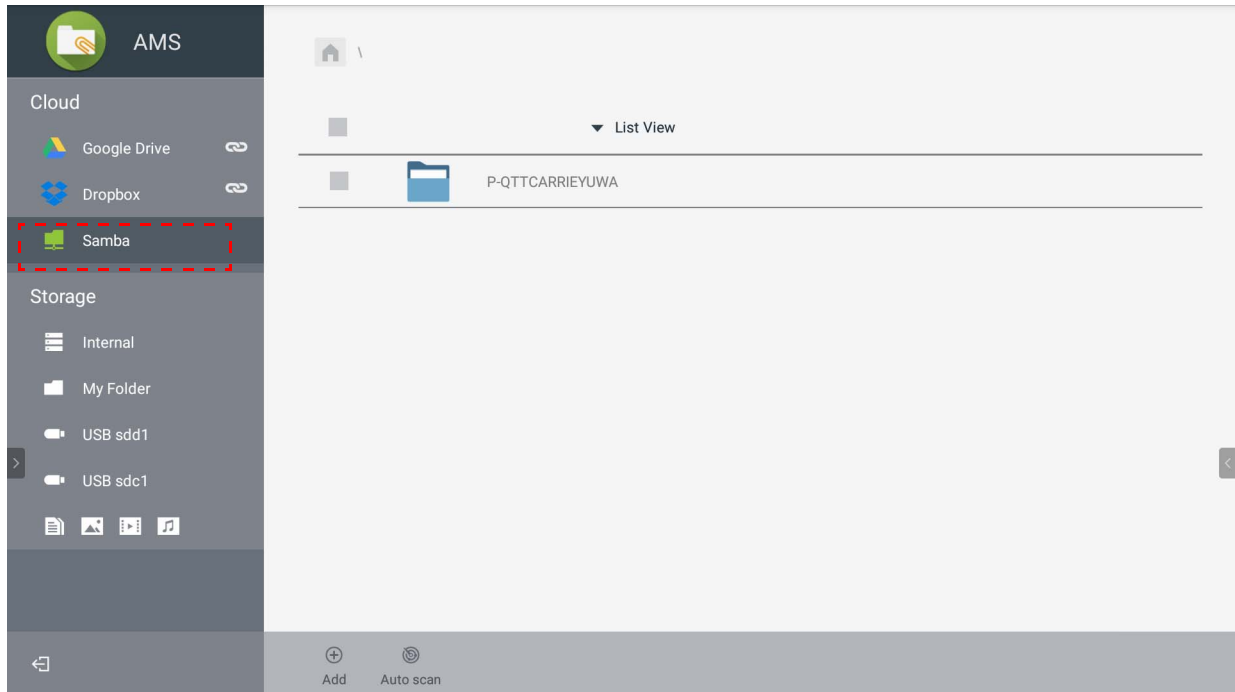 AMS
Cloud
Google Drive
Dropbox
Samba
Storage
Internal
My Folder
USB sdd1
USB sdc1
\
List View
P-QTTCARRIEYUWA
Add
Auto scan